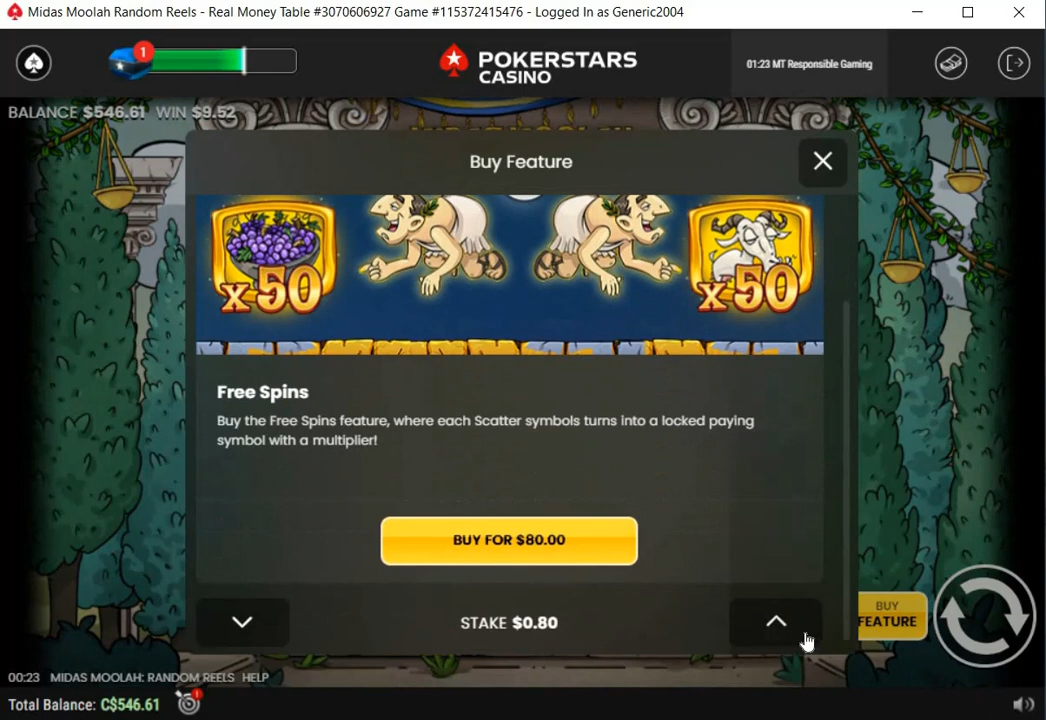 Midas Moolah Random Reels - Real Money Table #3070606927 Game #115372415476 - Logged In as Generic2004
1
POKERSTARS
CASINO
01:23 MT Responsible Gaming
BALANCE $546.61 WIN $9.52
Buy Feature
x50
x50
Free Spins
Buy the Free Spins feature, where each Scatter symbols turns into a locked paying
symbol with a multiplier!
BUY FOR $80.00
STAKE $0.80
BUY
FEATURE
00:23 MIDAS MOOLAH: RANDOM REELS HELP
Total Balance: C$546.61